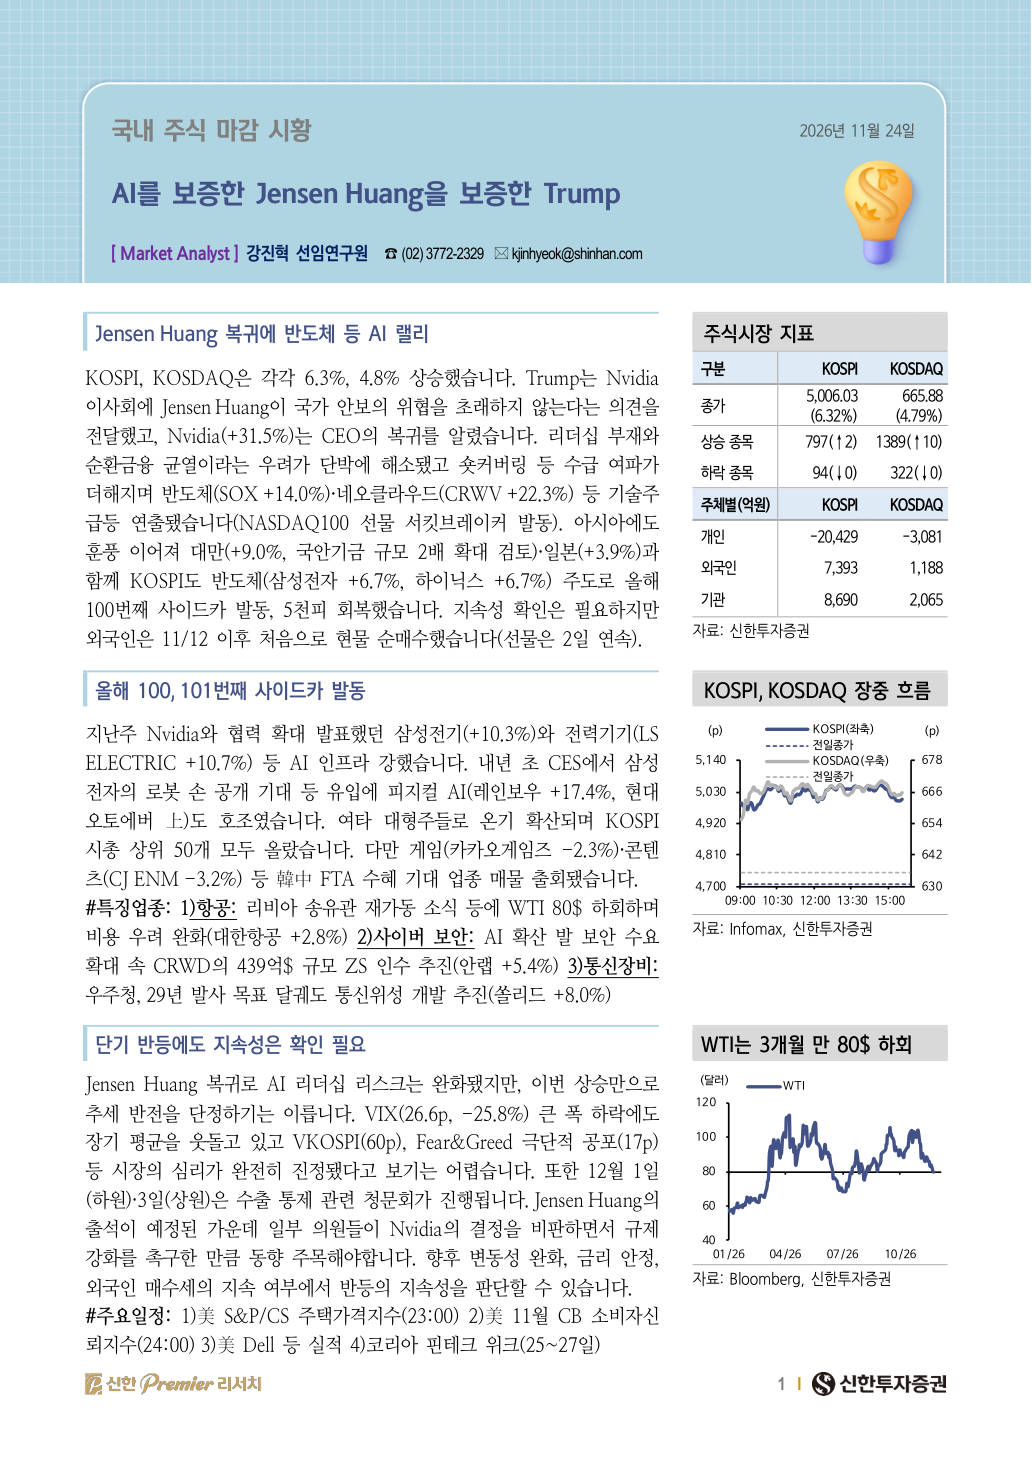 국내 주식 마감 시황
2026년 11월 24일
AI를 보증한 Jensen Huang을 보증한 Trump
[ Market Analyst ] 강진혁 선임연구원 ☎ (02) 3772-2329 ✉ kjinhyeok@shinhan.com
Jensen Huang 복귀에 반도체 등 AI 랠리
KOSPI, KOSDAQ은 각각 6.3%, 4.8% 상승했습니다. Trump는 Nvidia
이사회에 Jensen Huang이 국가 안보의 위협을 초래하지 않는다는 의견을
전달했고, Nvidia(+31.5%)는 CEO의 복귀를 알렸습니다. 리더십 부재와
순환금융 균열이라는 우려가 단박에 해소됐고 숏커버링 등 수급 여파가
더해지며 반도체(SOX +14.0%)·네오클라우드(CRWV +22.3%) 등 기술주
급등 연출됐습니다(NASDAQ100 선물 서킷브레이커 발동). 아시아에도
훈풍 이어져 대만(+9.0%, 국안기금 규모 2배 확대 검토)·일본(+3.9%)과
함께 KOSPI도 반도체(삼성전자 +6.7%, 하이닉스 +6.7%) 주도로 올해
100번째 사이드카 발동, 5천피 회복했습니다. 지속성 확인은 필요하지만
외국인은 11/12 이후 처음으로 현물 순매수했습니다(선물은 2일 연속).
올해 100, 101번째 사이드카 발동
지난주 Nvidia와 협력 확대 발표했던 삼성전기(+10.3%)와 전력기기(LS
ELECTRIC +10.7%) 등 AI 인프라 강했습니다. 내년 초 CES에서 삼성
전자의 로봇 손 공개 기대 등 유입에 피지컬 AI(레인보우 +17.4%, 현대
오토에버 上)도 호조였습니다. 여타 대형주들로 온기 확산되며 KOSPI
시총 상위 50개 모두 올랐습니다. 다만 게임(카카오게임즈 -2.3%)·콘텐
츠(CJ ENM -3.2%) 등 韓中 FTA 수혜 기대 업종 매물 출회됐습니다.
#특징업종: 1)항공: 리비아 송유관 재가동 소식 등에 WTI 80$ 하회하며
비용 우려 완화(대한항공 +2.8%) 2)사이버 보안: AI 확산 발 보안 수요
확대 속 CRWD의 439억$ 규모 ZS 인수 추진(안랩 +5.4%) 3)통신장비:
우주청, 29년 발사 목표 달궤도 통신위성 개발 추진(쏠리드 +8.0%)
단기 반등에도 지속성은 확인 필요
Jensen Huang 복귀로 AI 리더십 리스크는 완화됐지만, 이번 상승만으로
추세 반전을 단정하기는 이릅니다. VIX(26.6p, -25.8%) 큰 폭 하락에도
장기 평균을 웃돌고 있고 VKOSPI(60p), Fear&Greed 극단적 공포(17p)
등 시장의 심리가 완전히 진정됐다고 보기는 어렵습니다. 또한 12월 1일
(하원)·3일(상원)은 수출 통제 관련 청문회가 진행됩니다. Jensen Huang의
출석이 예정된 가운데 일부 의원들이 Nvidia의 결정을 비판하면서 규제
강화를 촉구한 만큼 동향 주목해야합니다. 향후 변동성 완화, 금리 안정,
외국인 매수세의 지속 여부에서 반등의 지속성을 판단할 수 있습니다.
#주요일정: 1)美 S&P/CS 주택가격지수(23:00) 2)美 11월 CB 소비자신
뢰지수(24:00) 3)美 Dell 등 실적 4)코리아 핀테크 위크(25~27일)
주식시장 지표
구분 KOSPI KOSDAQ
종가 5,006.03 665.88
(6.32%) (4.79%)
상승 종목 797(↑2) 1389(↑10)
하락 종목 94(↓0) 322(↓0)
주체별(억원) KOSPI KOSDAQ
개인 -20,429 -3,081
외국인 7,393 1,188
기관 8,690 2,065
자료: 신한투자증권
KOSPI, KOSDAQ 장중 흐름
(p) KOSPI(좌축) (p)
전일종가
5,140 KOSDAQ(우축) 678
전일종가
5,030 666
4,920 654
4,810 642
4,700 630
09:00 10:30 12:00 13:30 15:00
자료: Infomax, 신한투자증권
WTI는 3개월 만 80$ 하회
(달러) WTI
120
100
80
60
40
01/26 04/26 07/26 10/26
자료: Bloomberg, 신한투자증권
신한 Premier 리서치
1 | 신한투자증권